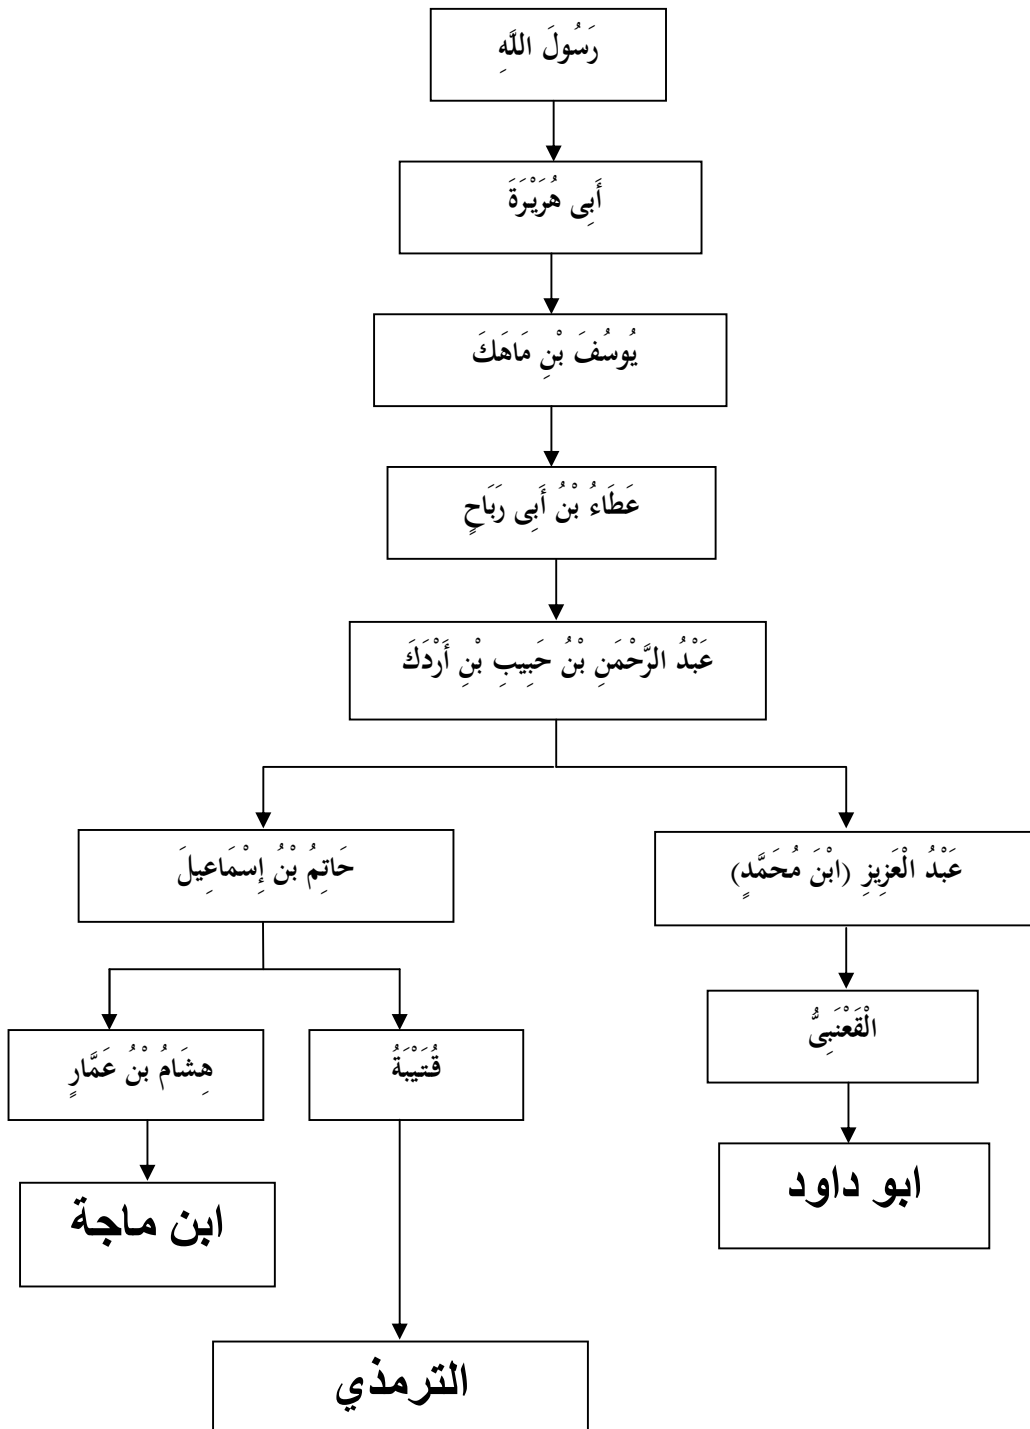 رَسُولَ اللَّهِ
أَبِى هُرَيْرَةَ
يُوسُفَ بْنِ مَاهَكَ
عَطَاءُ بْنُ أَبِى رَبَاحٍ
عَبْدُ الرَّحْمَنِ بْنُ حَبِيبِ بْنِ أَرْدَكَ
عَبْدُ الْعَزِيزِ (ابْنَ مُحَمَّدٍ)
حَاتِمُ بْنُ إِسْمَاعِيلَ
الْقَعْنَبِىُّ
قُتَيْبَةُ
هِشَامُ بْنُ عَمَّارٍ
ابو داود
ابن ماجة
الترمذي